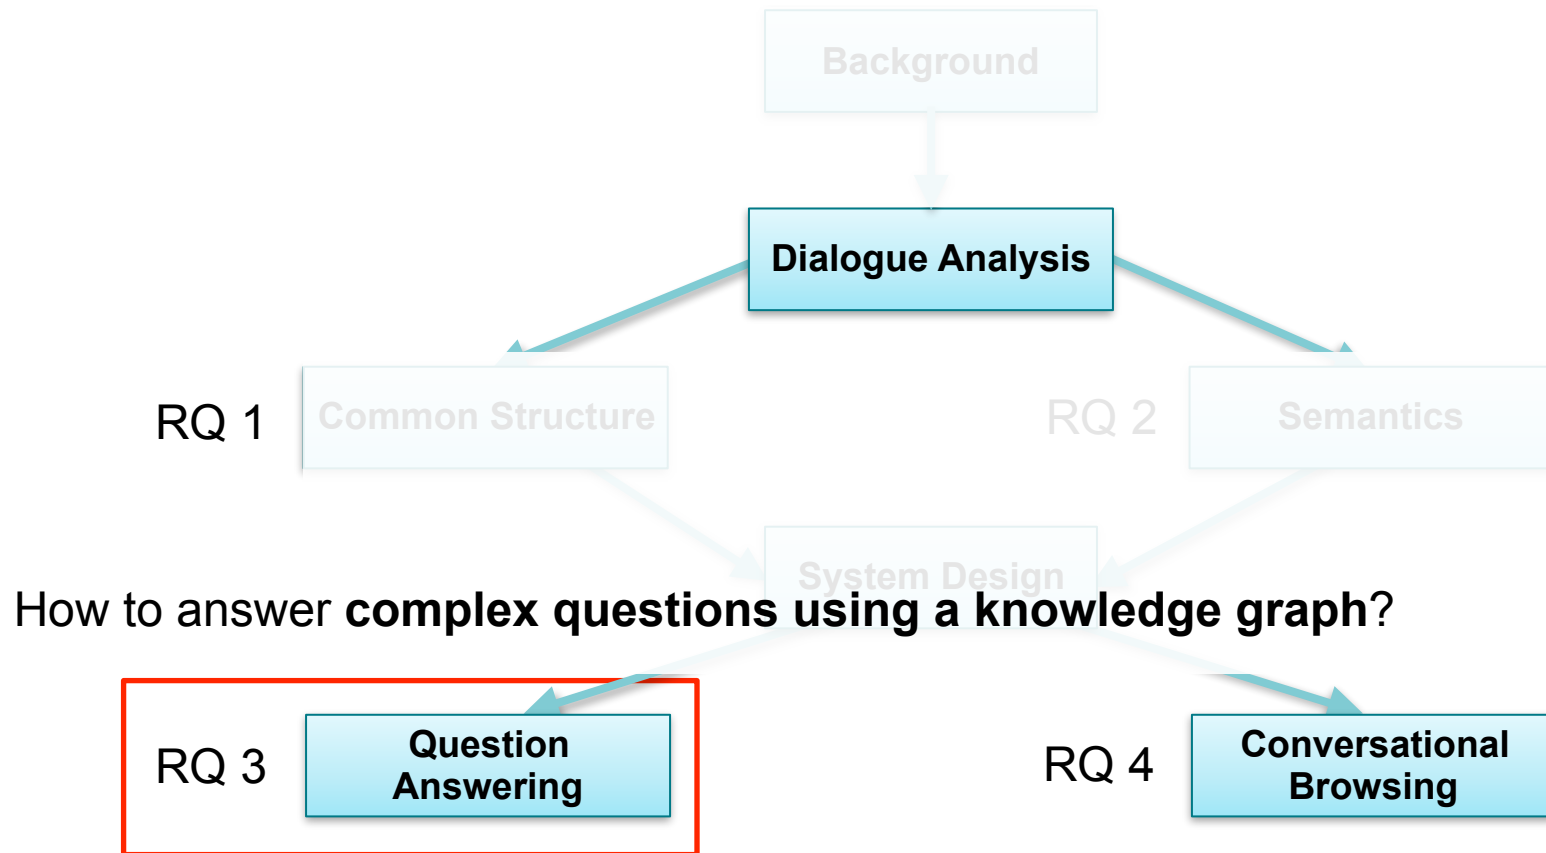 Background
Dialogue Analysis
RQ 1
Common Structure
RQ 2
Semantics
System Design
How to answer complex questions using a knowledge graph?
RQ 3
Question
Answering
RQ 4
Conversational
Browsing